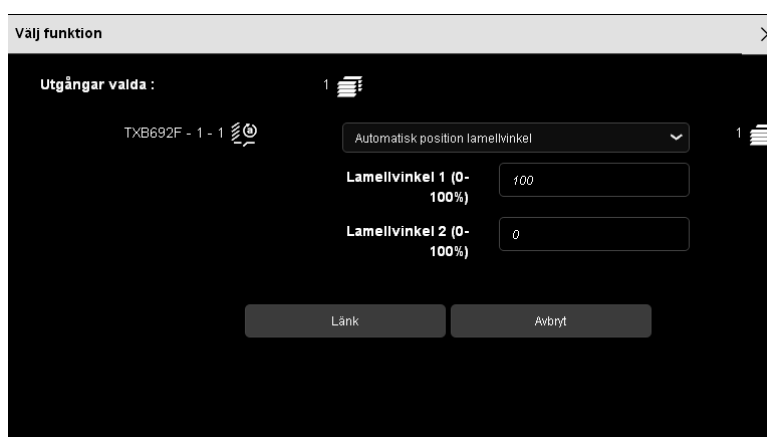 Välj funktion
Utgångar valda :
1
TXB692F - 1 - 1
Automatisk position lamellvinkel
1
Lamellvinkel 1 (0-
100%)
100
Lamellvinkel 2 (0-
100%)
0
Länk
Avbryt